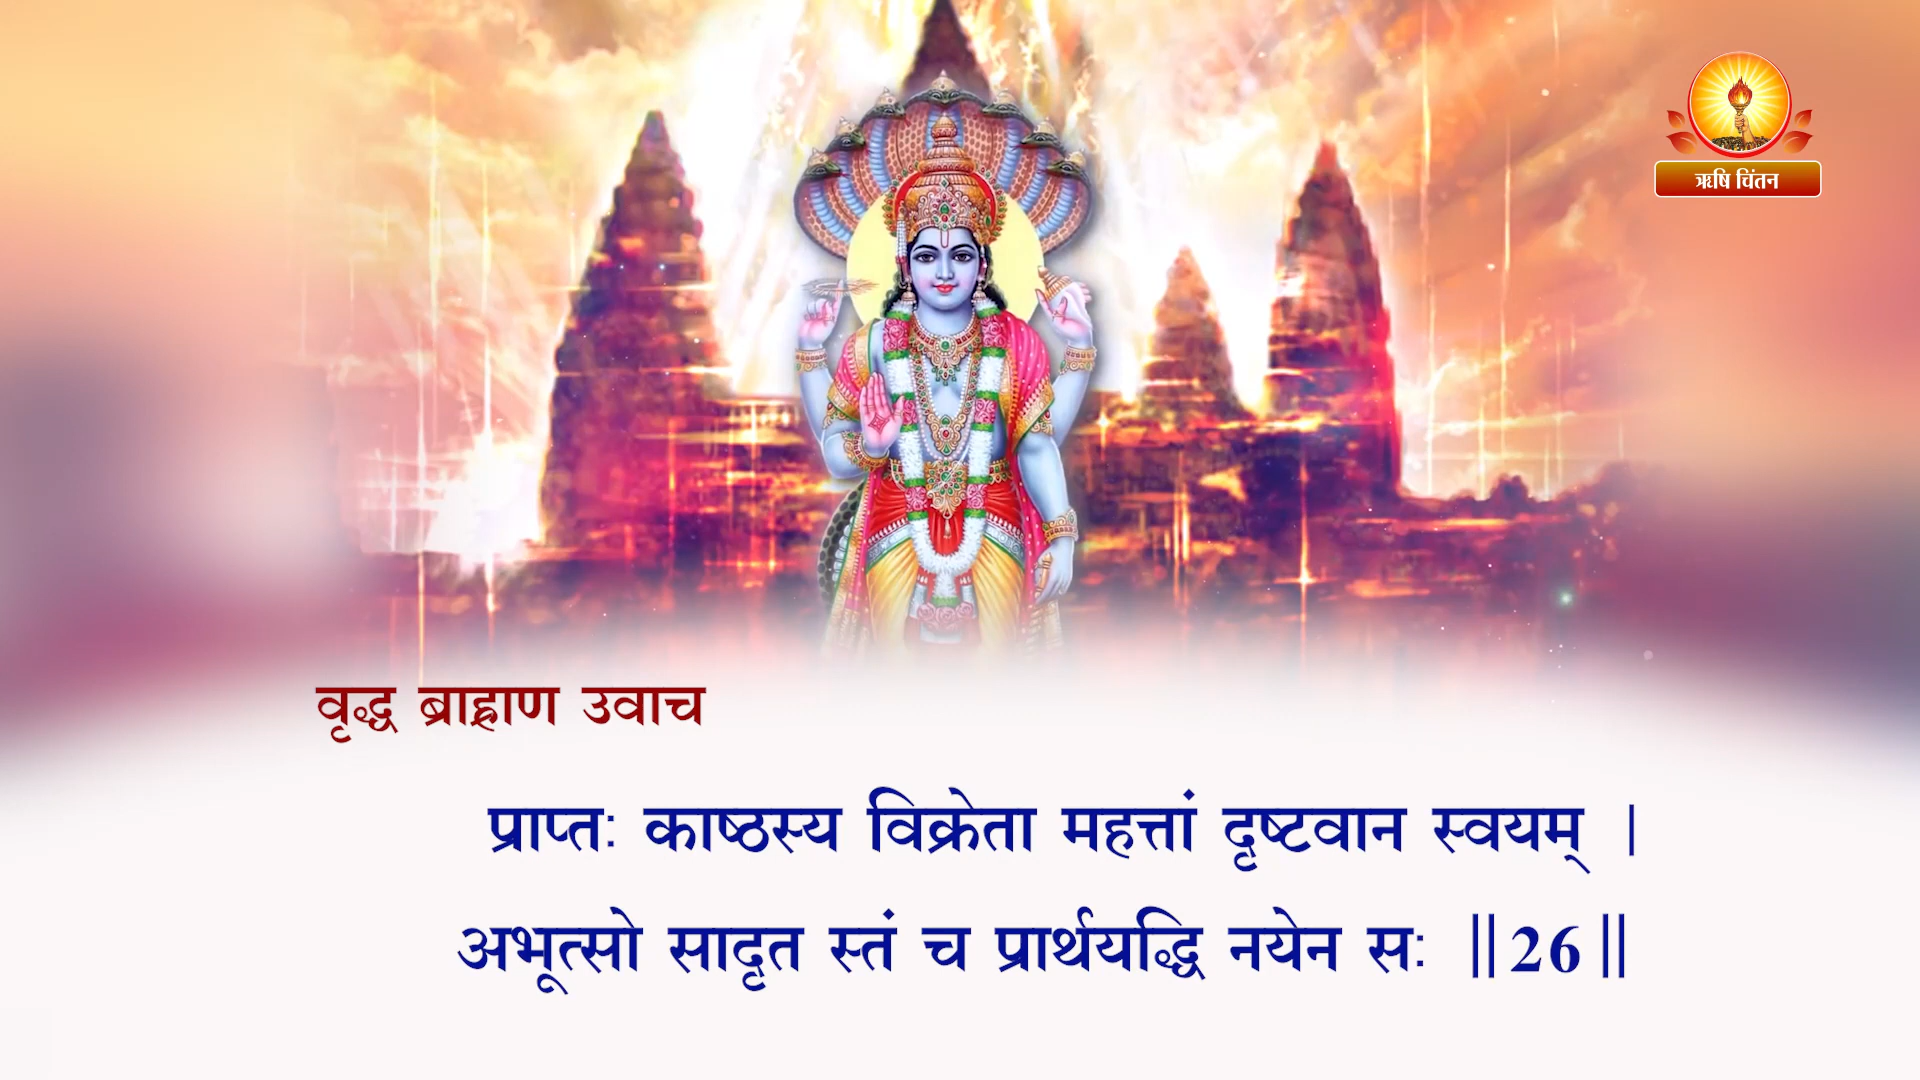 ऋषि चिंतन
वृद्ध ब्राह्मण उवाच
प्राप्तः काष्ठस्य विक्रेता महत्तां दृष्टवान स्वयम् |
अभूत्सो सादृत स्तं च प्रार्थयद्धि नयेन सः ||26||